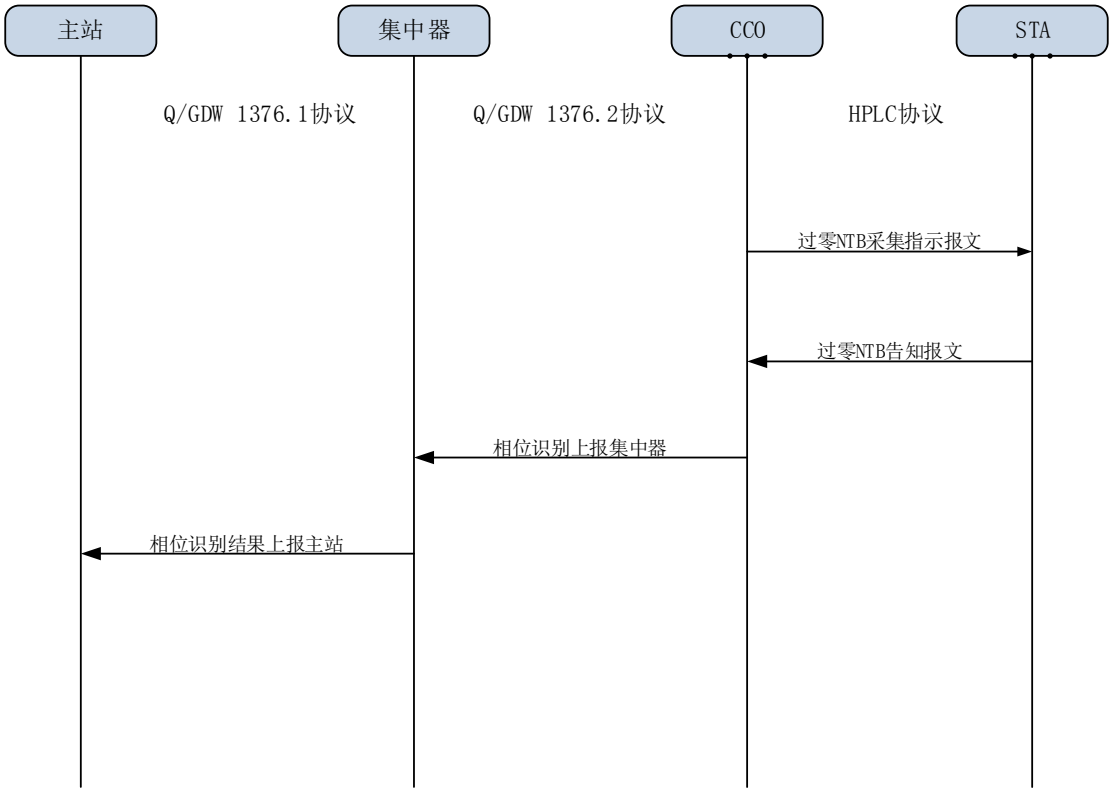 主站
集中器
CCO
STA
Q/GDW 1376.1协议
Q/GDW 1376.2协议
HPLC协议
过零NTB采集指示报文
过零NTB告知报文
相位识别上报集中器
相位识别结果上报主站